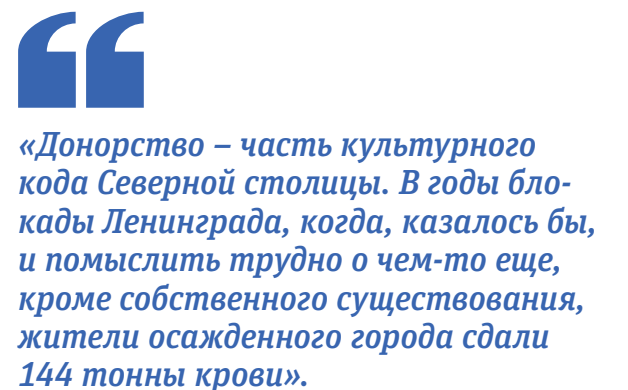 «Донорство – часть культурного
кода Северной столицы. В годы бло-
кады Ленинграда, когда, казалось бы,
и помыслить трудно о чем-то еще,
кроме собственного существования,
жители осажденного города сдали
144 тонны крови».